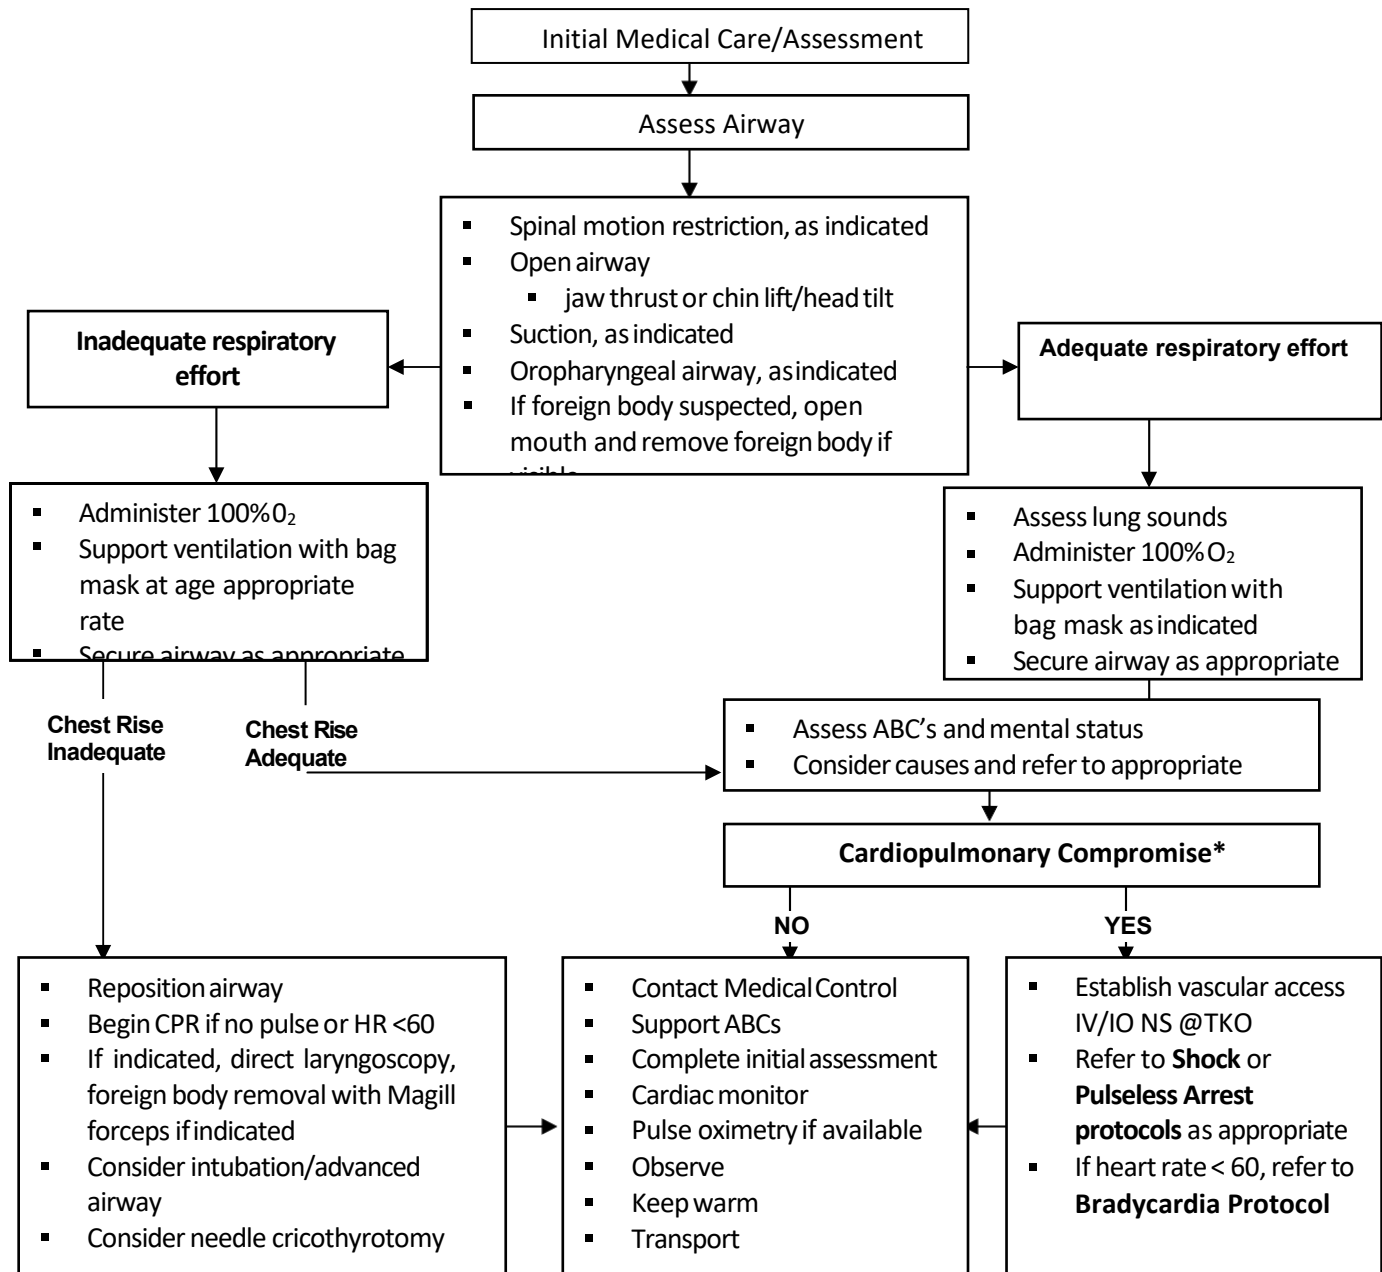 Initial Medical Care/Assessment
Assess Airway
▪ Spinal motion restriction, as indicated
▪ Open airway
▪ jaw thrust or chin lift/head tilt
▪ Suction, as indicated
▪ Oropharyngeal airway, as indicated
▪ If foreign body suspected, open
mouth and remove foreign body if
visible
Inadequate respiratory
effort
Adequate respiratory effort
▪ Administer 100% 0₂
▪ Support ventilation with bag
mask at age appropriate
rate
▪ Secure airway as appropriate
▪ Assess lung sounds
▪ Administer 100% O₂
▪ Support ventilation with
bag mask as indicated
▪ Secure airway as appropriate
Chest Rise
Inadequate
Chest Rise
Adequate
▪ Assess ABC’s and mental status
▪ Consider causes and refer to appropriate
Cardiopulmonary Compromise*
NO
YES
▪ Reposition airway
▪ Begin CPR if no pulse or HR <60
▪ If indicated, direct laryngoscopy,
foreign body removal with Magill
forceps if indicated
▪ Consider intubation/advanced
airway
▪ Consider needle cricothyrotomy
▪ Contact Medical Control
▪ Support ABCs
▪ Complete initial assessment
▪ Cardiac monitor
▪ Pulse oximetry if available
▪ Observe
▪ Keep warm
▪ Transport
▪ Establish vascular access
IV/IO NS @TKO
▪ Refer to Shock or
Pulseless Arrest
protocols as appropriate
▪ If heart rate < 60, refer to
Bradycardia Protocol